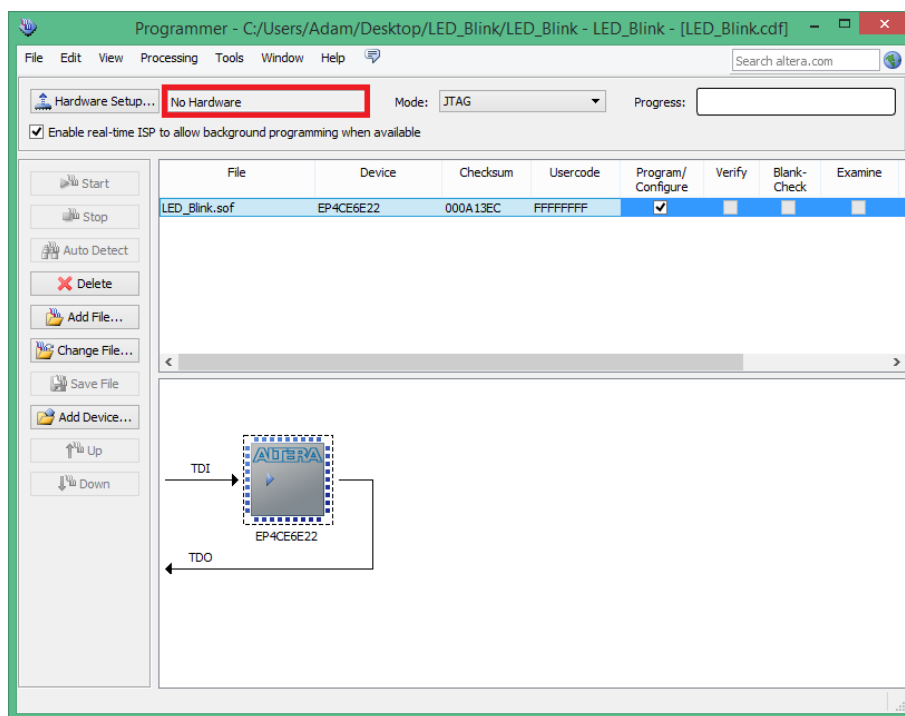 Programmer - C:/Users/Adam/Desktop/LED_Blink/LED_Blink - LED_Blink - [LED_Blink.cdf]
File Edit View Processing Tools Window Help
Search altera.com
Hardware Setup... No Hardware Mode: JTAG Progress:
Enable real-time ISP to allow background programming when available
Start
Stop
Auto Detect
Delete
Add File...
Change File...
Save File
Add Device...
Up
Down
File Device Checksum Usercode Program/ Verify Blank- Examine
Configure Check
LED_Blink.sof EP4CE6E22 000A13EC FFFFFFFF
TDI
ALTERA
EP4CE6E22
TDO